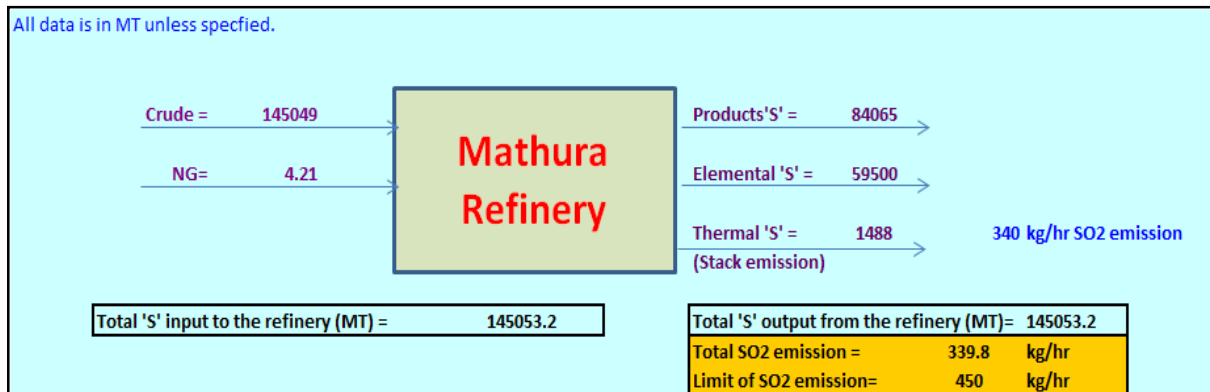 All data is in MT unless specfied.
Crude = 145049
NG= 4.21
Mathura
Refinery
Products'S' = 84065
Elemental 'S' = 59500
Thermal 'S' = 1488 340 kg/hr SO2 emission
(Stack emission)
Total 'S' input to the refinery (MT) = 145053.2
Total 'S' output from the refinery (MT)= 145053.2
Total SO2 emission = 339.8 kg/hr
Limit of SO2 emission= 450 kg/hr